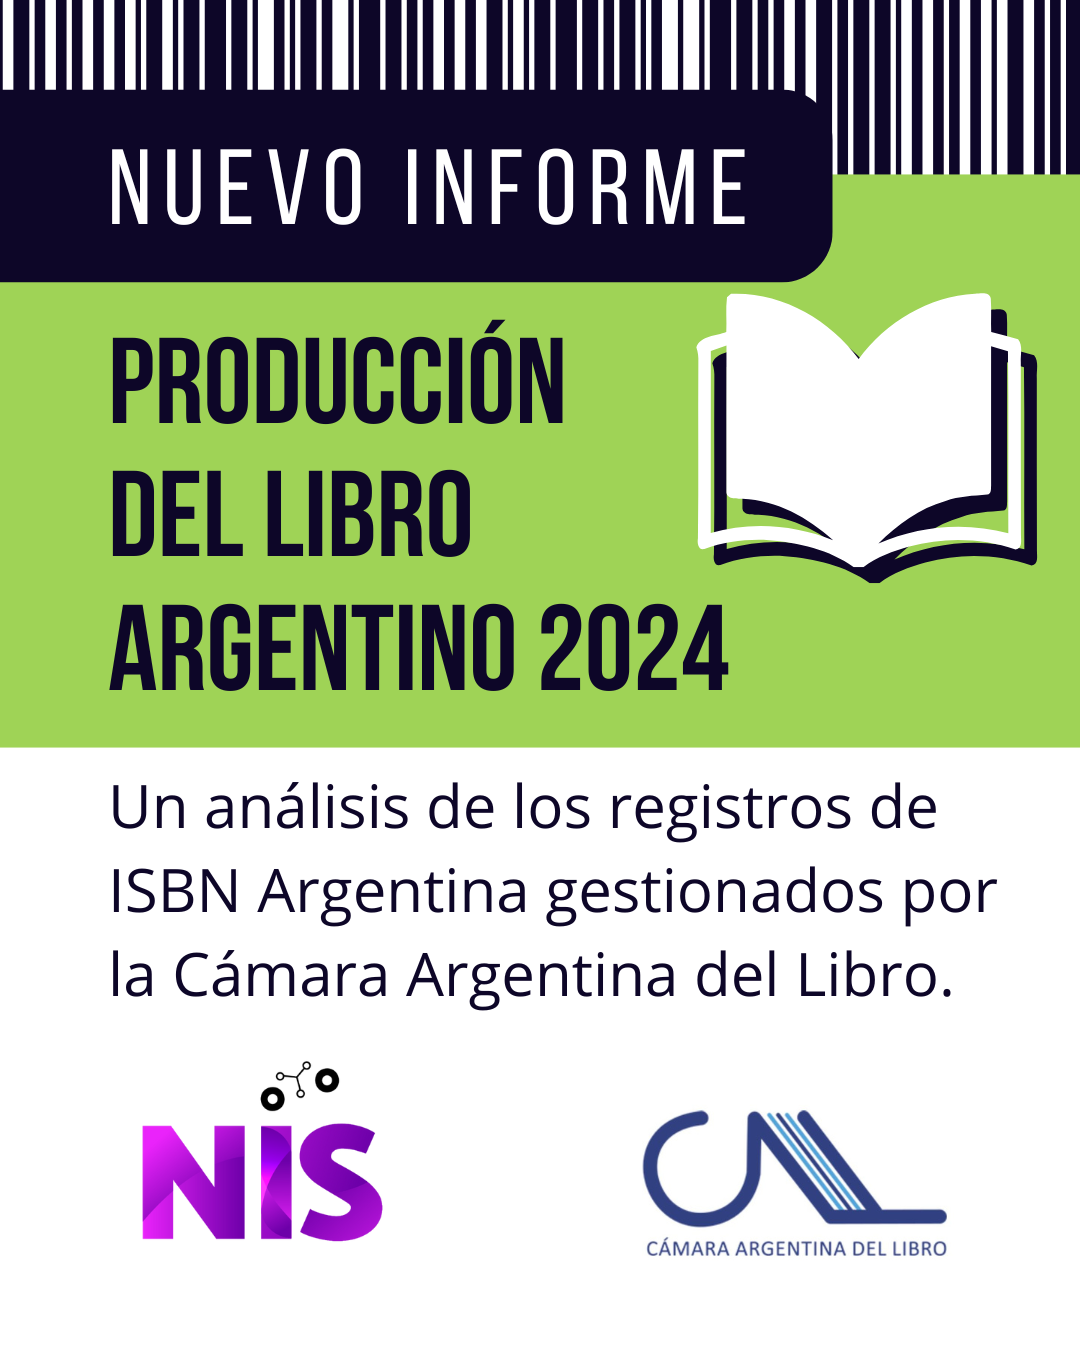 NUEVO INFORME
PRODUCCIÓN
DEL LIBRO
ARGENTINO 2024
Un análisis de los registros de
ISBN Argentina gestionados por
la Cámara Argentina del Libro.
NIS
CAL
CÁMARA ARGENTINA DEL LIBRO